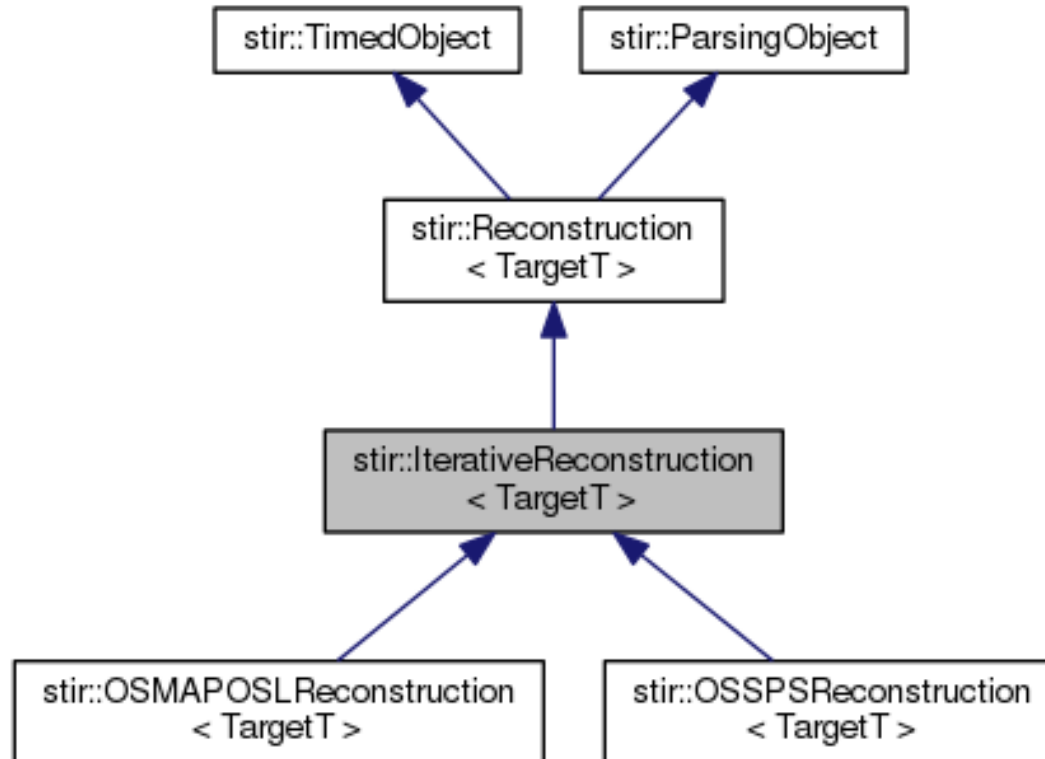 stir::TimedObject
stir::ParsingObject
stir::Reconstruction
< TargetT >
stir::IterativeReconstruction
< TargetT >
stir::OSMAPOSLReconstruction
< TargetT >
stir::OSSPSReconstruction
< TargetT >